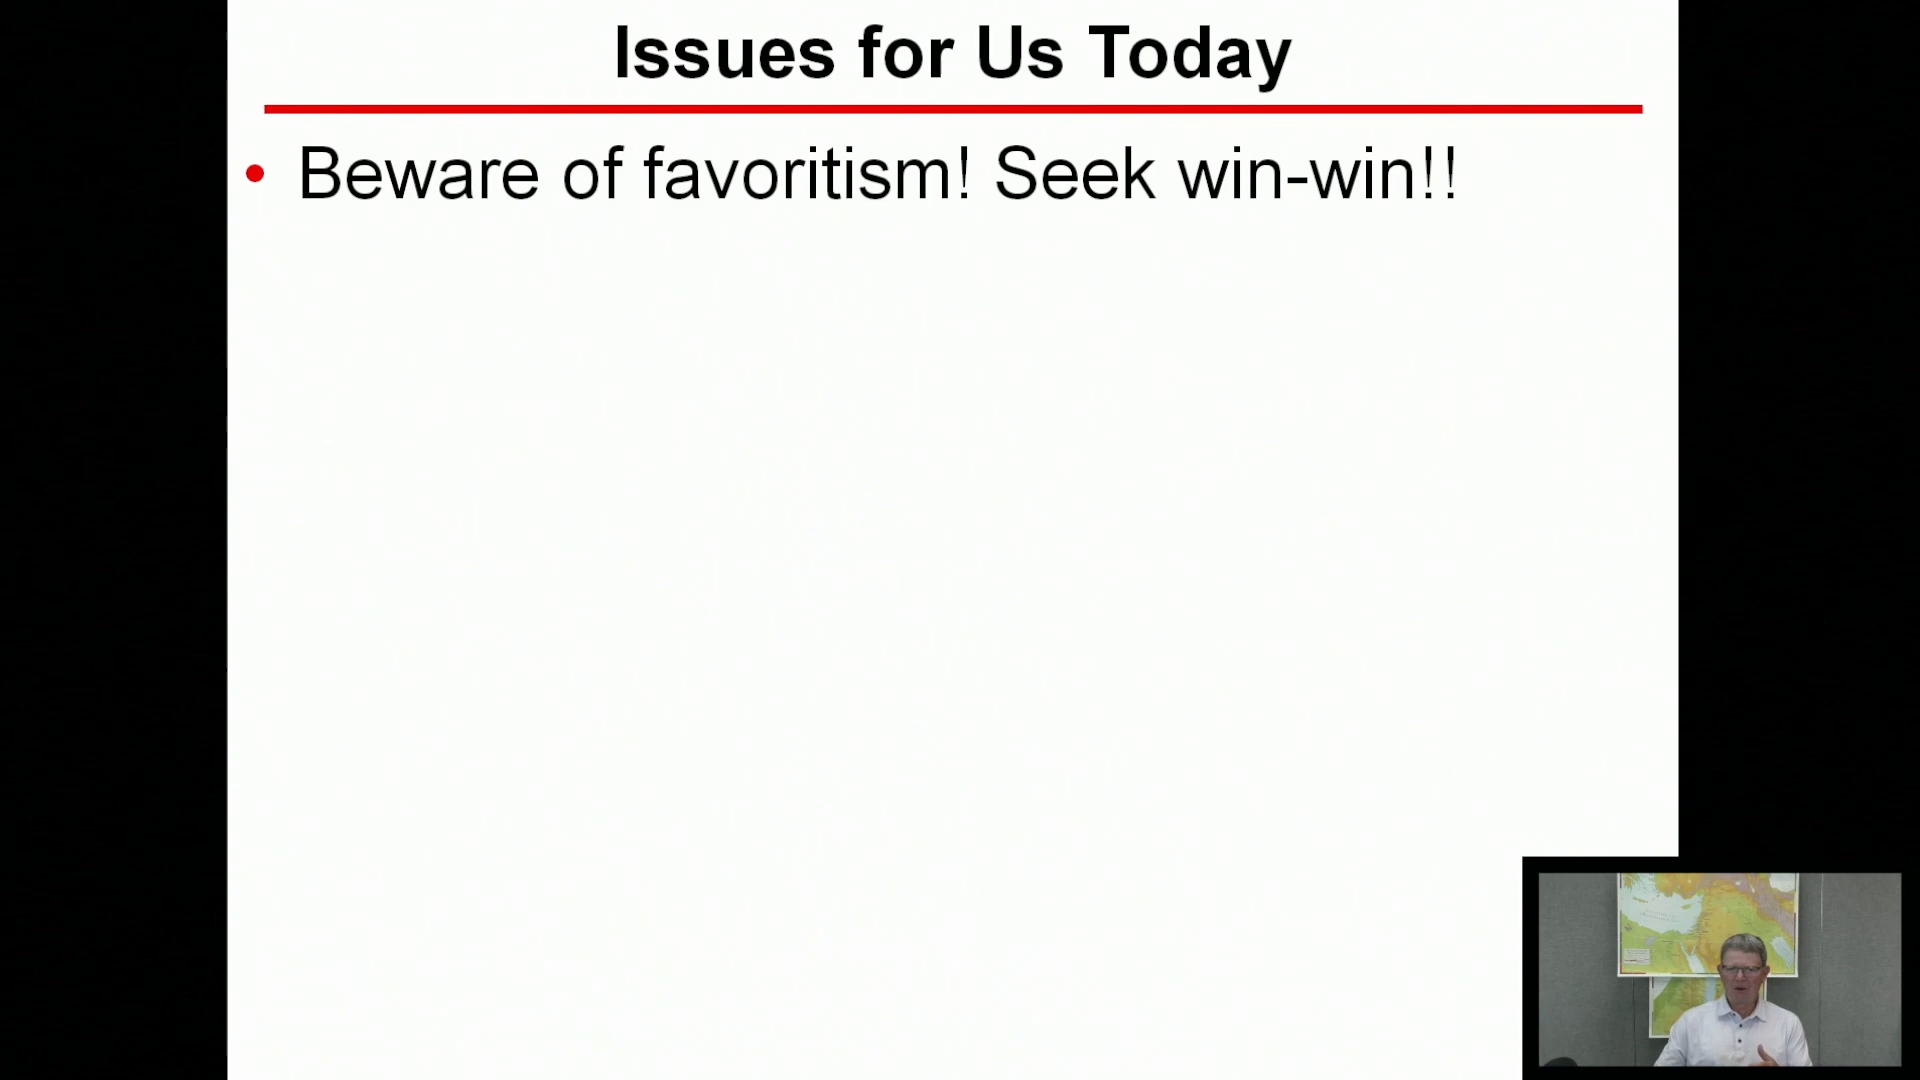 Issues for Us Today
• Beware of favoritism! Seek win-win!!